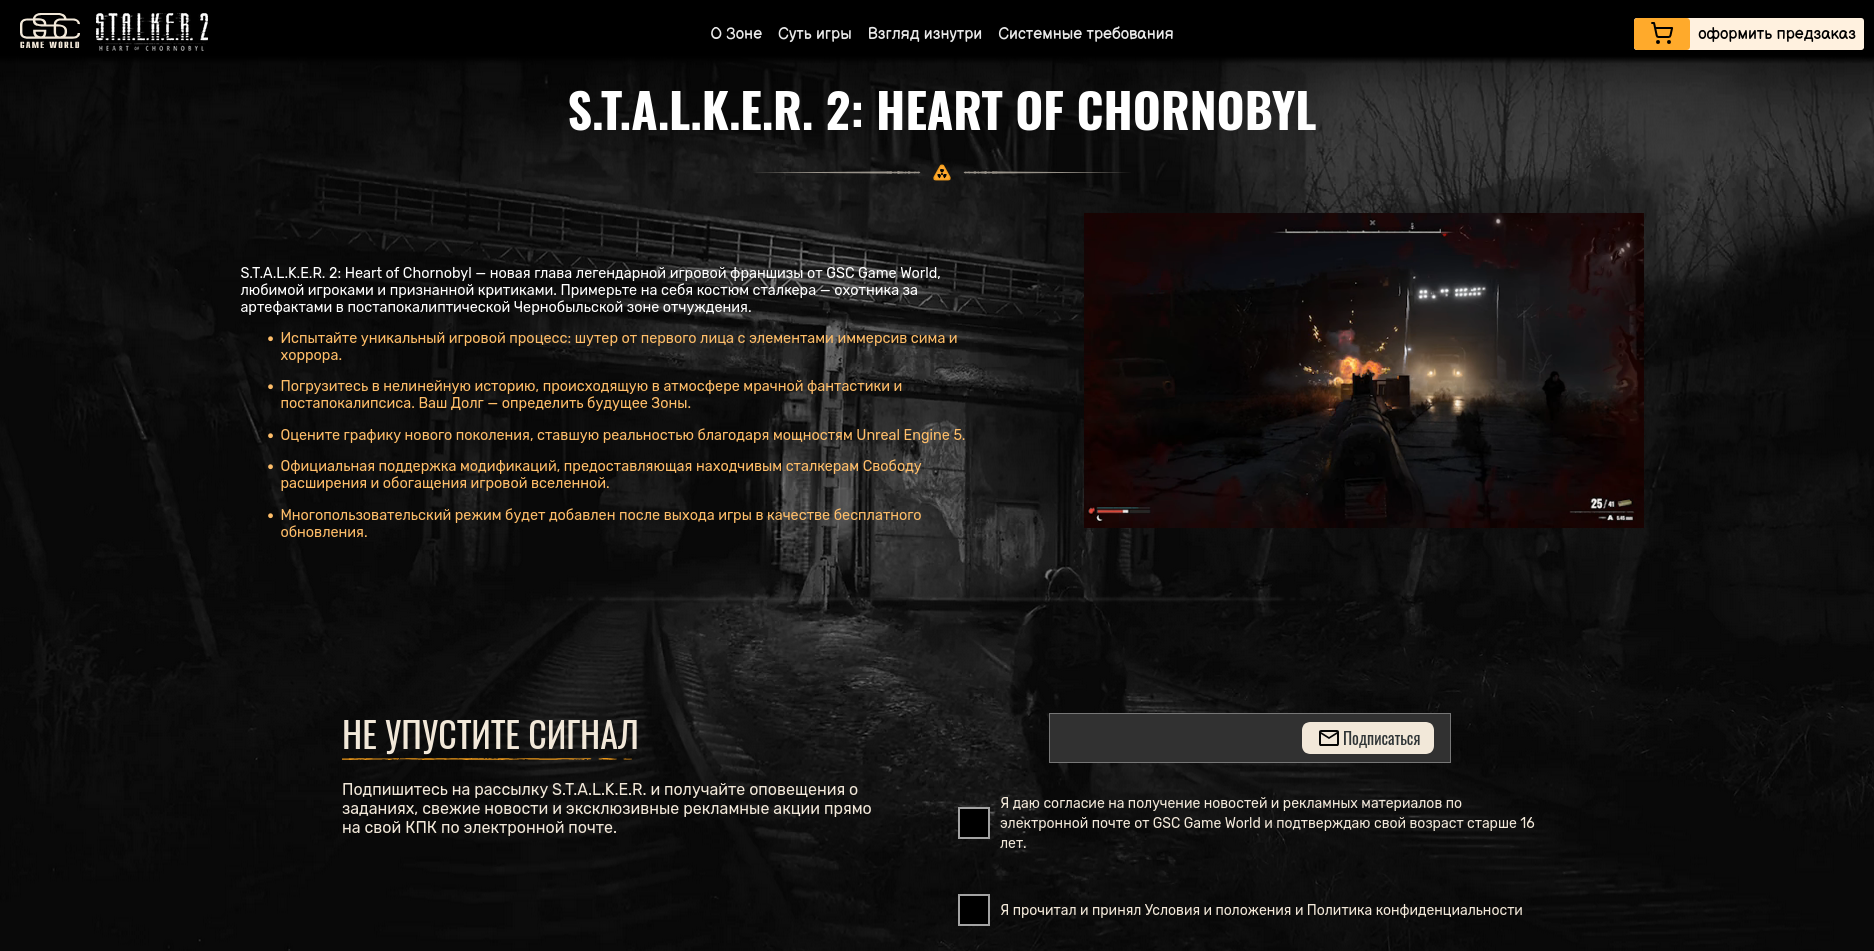 GSC
GAME WORLD
S.T.A.L.K.E.R. 2
HEART OF CHORNOBYL
О Зоне
Суть игры
Взгляд изнутри
Системные требования
оформить предзаказ
S.T.A.L.K.E.R. 2: HEART OF CHORNOBYL
S.T.A.L.K.E.R. 2: Heart of Chornobyl — новая глава легендарной игровой франшизы от GSC Game World,
любимой игроками и признанной критиками. Примерьте на себя костюм сталкера — охотника за
артефактами в постапокалиптической Чернобыльской зоне отчуждения.
• Испытайте уникальный игровой процесс: шутер от первого лица с элементами иммерсив сима и
хоррора.
• Погрузитесь в нелинейную историю, происходящую в атмосфере мрачной фантастики и
постапокалипсиса. Ваш Долг — определить будущее Зоны.
• Оцените графику нового поколения, ставшую реальностью благодаря мощностям Unreal Engine 5.
• Официальная поддержка модификаций, предоставляющая находчивым сталкерам Свободу
расширения и обогащения игровой вселенной.
• Многопользовательский режим будет добавлен после выхода игры в качестве бесплатного
обновления.
25 / 41
НЕ УПУСТИТЕ СИГНАЛ
Подпишитесь на рассылку S.T.A.L.K.E.R. и получайте оповещения о
заданиях, свежие новости и эксклюзивные рекламные акции прямо
на свой КПК по электронной почте.
Подписаться
Я даю согласие на получение новостей и рекламных материалов по
электронной почте от GSC Game World и подтверждаю свой возраст старше 16
лет.
Я прочитал и принял Условия и положения и Политика конфиденциальности